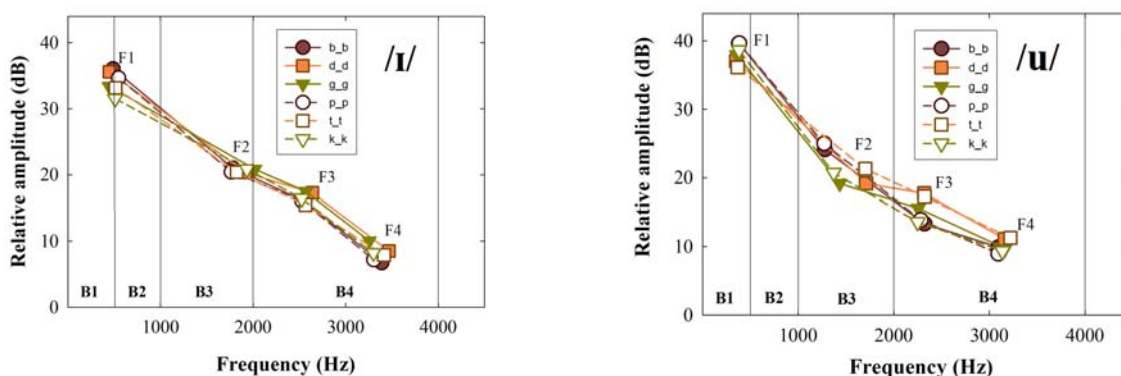 40
30
20
10
0
Relative amplitude (dB)
F1
F2
F3
F4
b_b
d_d
g_g
p_p
t_t
k_k
/ɪ/
B1 B2 B3 B4
1000 2000 3000 4000
Frequency (Hz)
40
30
20
10
0
Relative amplitude (dB)
F1
F2
F3
F4
b_b
d_d
g_g
p_p
t_t
k_k
/u/
B1 B2 B3 B4
1000 2000 3000 4000
Frequency (Hz)